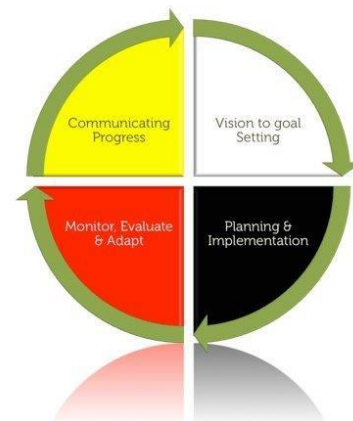 Communicating
Progress
Vision to goal
Setting
Monitor, Evaluate
& Adapt
Planning &
Implementation